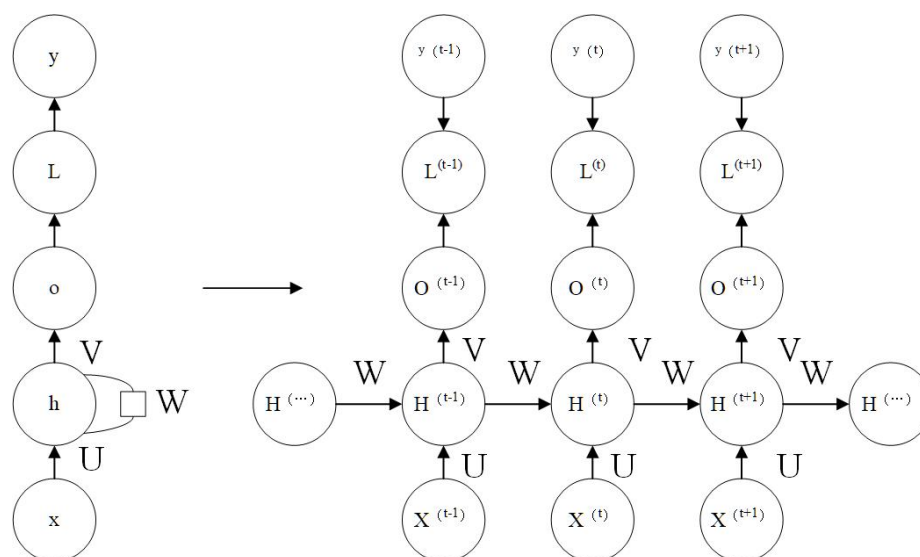 y y (t-1) y (t) y (t+1)
L L(t-1) L(t) L(t+1)
o O (t-1) O (t) O (t+1)
V V V V
W W W W
h W H (···) H (t-1) H (t) H (t+1) H (···)
U U U U
x X (t-1) X (t) X (t+1)